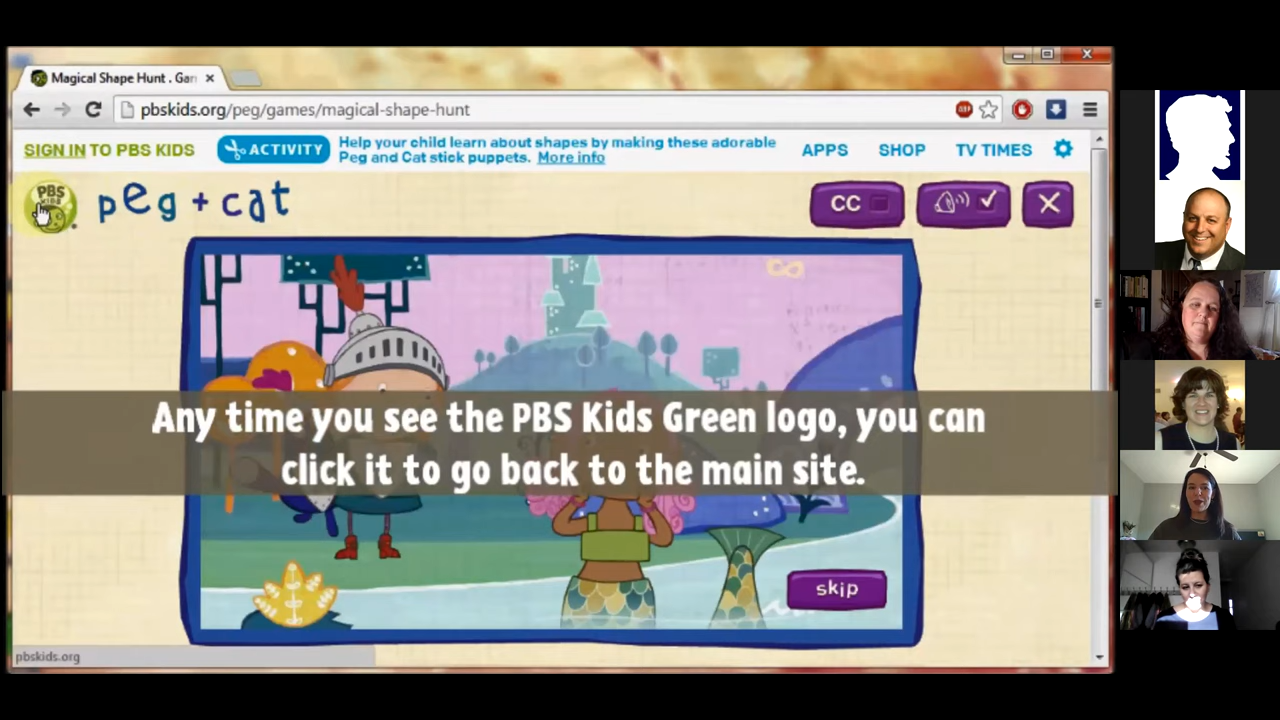 Magical Shape Hunt . Gan
pbskids.org/peg/games/magical-shape-hunt
ABP
SIGN IN TO PBS KIDS
ACTIVITY
Help your child learn about shapes by making these adorable
Peg and Cat stick puppets. More info
APPS SHOP TV TIMES
PBS
KIDS
peg + cat
CC
Any time you see the PBS Kids Green logo, you can
click it to go back to the main site.
skip
pbskids.org